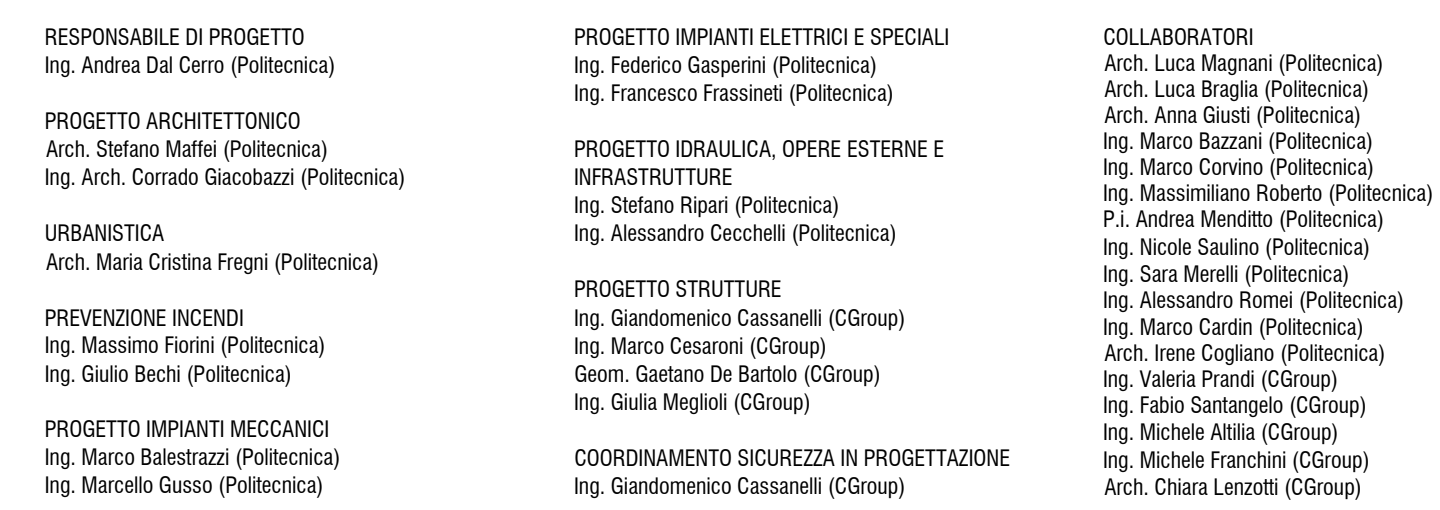 RESPONSABILE DI PROGETTO
Ing. Andrea Dal Cerro (Politecnica)
PROGETTO ARCHITETTONICO
Arch. Stefano Maffei (Politecnica)
Ing. Arch. Corrado Giacobazzi (Politecnica)
URBANISTICA
Arch. Maria Cristina Fregni (Politecnica)
PREVENZIONE INCENDI
Ing. Massimo Fiorini (Politecnica)
Ing. Giulio Bechi (Politecnica)
PROGETTO IMPIANTI MECCANICI
Ing. Marco Balestrazzi (Politecnica)
Ing. Marcello Gusso (Politecnica)
PROGETTO IMPIANTI ELETTRICI E SPECIALI
Ing. Federico Gasperini (Politecnica)
Ing. Francesco Frassineti (Politecnica)
PROGETTO IDRAULICA, OPERE ESTERNE E
INFRASTRUTTURE
Ing. Stefano Ripari (Politecnica)
Ing. Alessandro Cecchelli (Politecnica)
PROGETTO STRUTTURE
Ing. Giandomenico Cassanelli (CGroup)
Ing. Marco Cesaroni (CGroup)
Geom. Gaetano De Bartolo (CGroup)
Ing. Giulia Meglioli (CGroup)
COORDINAMENTO SICUREZZA IN PROGETTAZIONE
Ing. Giandomenico Cassanelli (CGroup)
COLLABORATORI
Arch. Luca Magnani (Politecnica)
Arch. Luca Braglia (Politecnica)
Arch. Anna Giusti (Politecnica)
Ing. Marco Bazzani (Politecnica)
Ing. Marco Corvino (Politecnica)
Ing. Massimiliano Roberto (Politecnica)
P.i. Andrea Menditto (Politecnica)
Ing. Nicole Saulino (Politecnica)
Ing. Sara Merelli (Politecnica)
Ing. Alessandro Romei (Politecnica)
Ing. Marco Cardin (Politecnica)
Arch. Irene Cogliano (Politecnica)
Ing. Valeria Prandi (CGroup)
Ing. Fabio Santangelo (CGroup)
Ing. Michele Altilia (CGroup)
Ing. Michele Franchini (CGroup)
Arch. Chiara Lenzotti (CGroup)